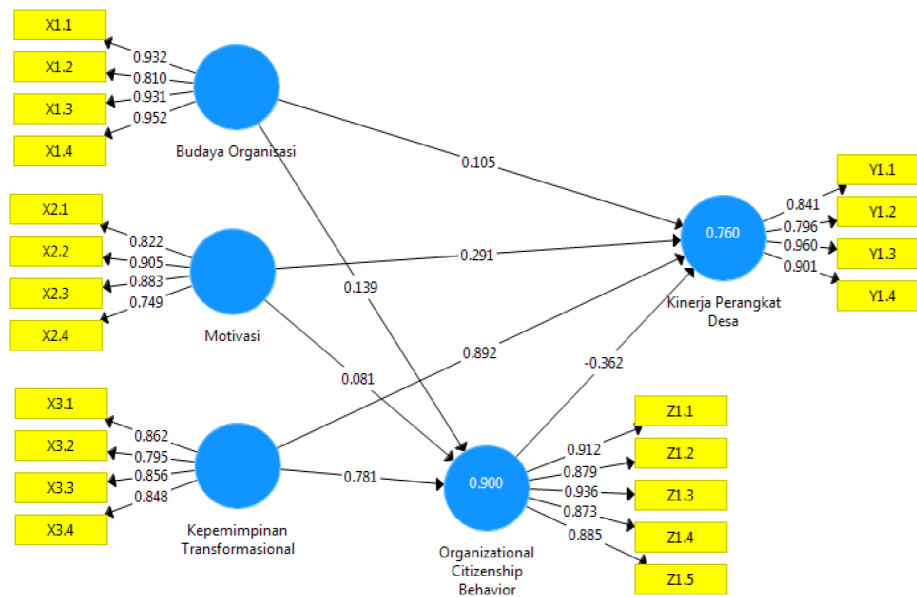 X1.1
X1.2
X1.3
X1.4
0.932
0.810
0.931
0.952
Budaya Organisasi
X2.1
X2.2
X2.3
X2.4
0.822
0.905
0.883
0.749
Motivasi
X3.1
X3.2
X3.3
X3.4
0.862
0.795
0.856
0.848
Kepemimpinan
Transformasional
0.105
0.291
0.139
0.892
0.081
0.781
-0.362
0.760
Kinerja Perangkat
Desa
0.841
0.796
0.960
0.901
Y1.1
Y1.2
Y1.3
Y1.4
0.900
Organizational
Citizenship
Behavior
0.912
0.879
0.936
0.873
0.885
Z1.1
Z1.2
Z1.3
Z1.4
Z1.5